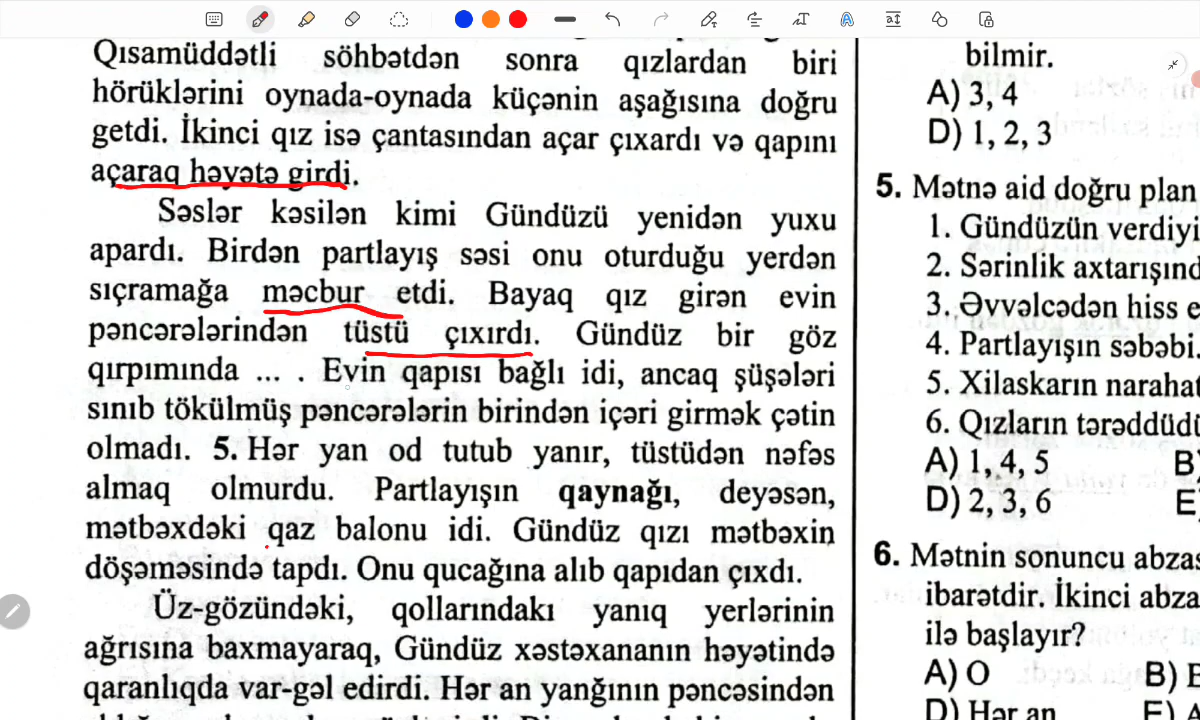 Qısamüddətli söhbətdən sonra qızlardan biri
hörüklərini oynada-oynada küçənin aşağısına doğru
getdi. İkinci qız isə çantasından açar çıxardı və qapını
açaraq həyətə girdi.
Səslər kəsilən kimi Gündüzü yenidən yuxu
apardı. Birdən partlayış səsi onu oturduğu yerdən
sıçramağa məcbur etdi. Bayaq qız girən evin
pəncərələrindən tüstü çıxırdı. Gündüz bir göz
qırpımında ... . Evin qapısı bağlı idi, ancaq şüşələri
sınıb tökülmüş pəncərələrin birindən içəri girmək çətin
olmadı. 5. Hər yan od tutub yanır, tüstüdən nəfəs
almaq olmurdu. Partlayışın qaynağı, deyəsən,
mətbəxdəki qaz balonu idi. Gündüz qızı mətbəxin
döşəməsində tapdı. Onu qucağına alıb qapıdan çıxdı.
Üz-gözündəki, qollarındakı yanıq yerlərinin
ağrısına baxmayaraq, Gündüz xəstəxananın həyətində
qaranlıqda var-gəl edirdi. Hər an yanğının pəncəsindən
bilmir.
A) 3, 4
D) 1, 2, 3
5. Mətnə aid doğru plan
1. Gündüzün verdiyi
2. Sərinlik axtarışınd
3. Əvvəlcədən hiss e
4. Partlayışın səbəbi.
5. Xilaskarın narahat
6. Qızların tərəddüdü
A) 1, 4, 5 B)
D) 2, 3, 6 E)
6. Mətnin sonuncu abzas
ibarətdir. İkinci abza
ilə başlayır?
A) O B) E
D) Hər an E) A